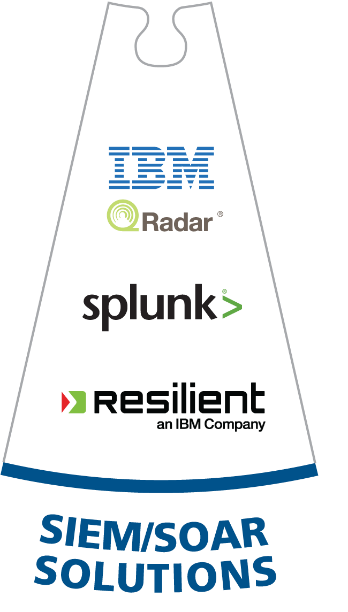 IBM
QRadar®
splunk>®
Resilient
an IBM Company
SIEM/SOAR
SOLUTIONS